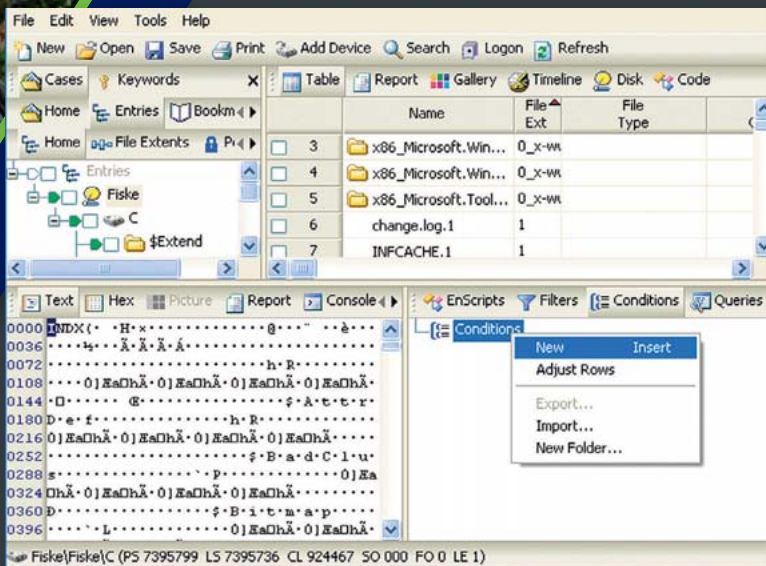 File Edit View Tools Help
New Open Save Print Add Device Search Logon Refresh
Cases Keywords
Home Entries Bookm
Home File Extents
Entries
Fiske
C
$Extend
Table Report Gallery Timeline Disk Code
Name File Ext File Type
3 x86_Microsoft.Win... 0_x-w
4 x86_Microsoft.Win... 0_x-w
5 x86_Microsoft.Tool... 0_x-w
6 change.log.1 1
7 INFCACHE.1 1
Text Hex Picture Report Console
0000 INDX(
0036
0072 h·R
0108
0144 $·A·t·t·r·
0180 D·e·f h·R
0216
0252 $·B·a·d·C·l·u·
0288 s
0324
0360 $·B·i·t·m·a·p
0396
EnScripts Filters Conditions Queries
Conditions
New Insert
Adjust Rows
Export...
Import...
New Folder...
Fiske\Fiske\C (PS 7395799 LS 7395736 CL 924467 SO 000 FO 0 LE 1)